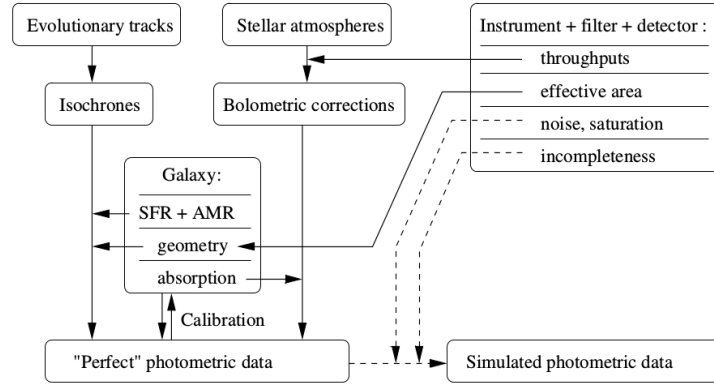 Evolutionary tracks
Stellar atmospheres
Instrument + filter + detector :
throughputs
effective area
noise, saturation
incompleteness
Isochrones
Bolometric corrections
Galaxy:
SFR + AMR
geometry
absorption
Calibration
"Perfect" photometric data
Simulated photometric data